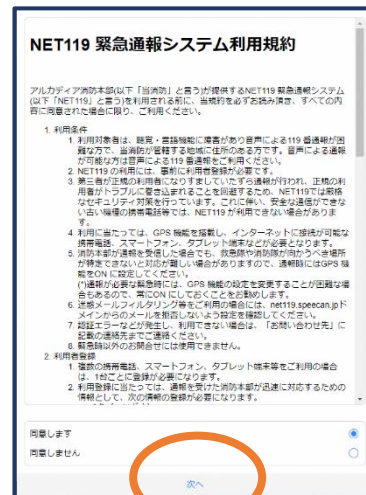 NET119 緊急通報システム利用規約
アルカディア消防本部(以下「当消防」と言う)が提供するNET119 緊急通報システム
(以下「NET119」と言う)を利用される前に、当規約を必ずお読み頂き、すべての内
容に同意された場合に限り、ご利用ください。
1. 利用条件
1. 利用対象者は、聴覚・言語機能に障害があり音声による119 番通報が困
難な方で、当消防が管轄する地域に住所のある方です。音声による通報
が可能な方は音声による119 番通報をご利用ください。
2. NET119 の利用には、事前に利用者登録が必要です。
3. 第三者が正規の利用者になりすましていたずら通報が行われ、正規の利
用者がトラブルに巻き込まれることを回避するため、NET119では厳格
なセキュリティ対策を行っています。これに伴い、安全な通信ができな
い古い機種の携帯電話等では、NET119 が利用できない場合がありま
す。
4. 利用に当たっては、GPS 機能を搭載し、インターネットに接続が可能な
携帯電話、スマートフォン、タブレット端末などが必要となります。
5. 消防本部が通報を受信した場合でも、救急隊や消防隊が向かうべき場所
が特定できないと対応が難しい場合がありますので、通報時にはGPS 機
能をON に設定してください。
(*)通報が必要な緊急時には、GPS 機能の設定を変更することが困難な場
合もあるので、常にON にしておくことをお勧めします。
6. 迷惑メールフィルタリング等をご利用の場合には、net119.speecan.jpド
メインからのメールを拒否しないよう設定を確認してください。
7. 認証エラーなどが発生し、利用できない場合は、「お問い合わせ先」に
記載の連絡先までご連絡ください。
8. 緊急時以外のお問合せには使用できません。
2. 利用者登録
1. 複数の携帯電話、スマートフォン、タブレット端末等をご利用の場合
は、1台ごとに登録が必要になります。
2. 利用登録に当たっては、通報を受けた消防本部が迅速に対応するための
情報として、次の情報の登録が必要になります。
同意します
同意しません
次へ